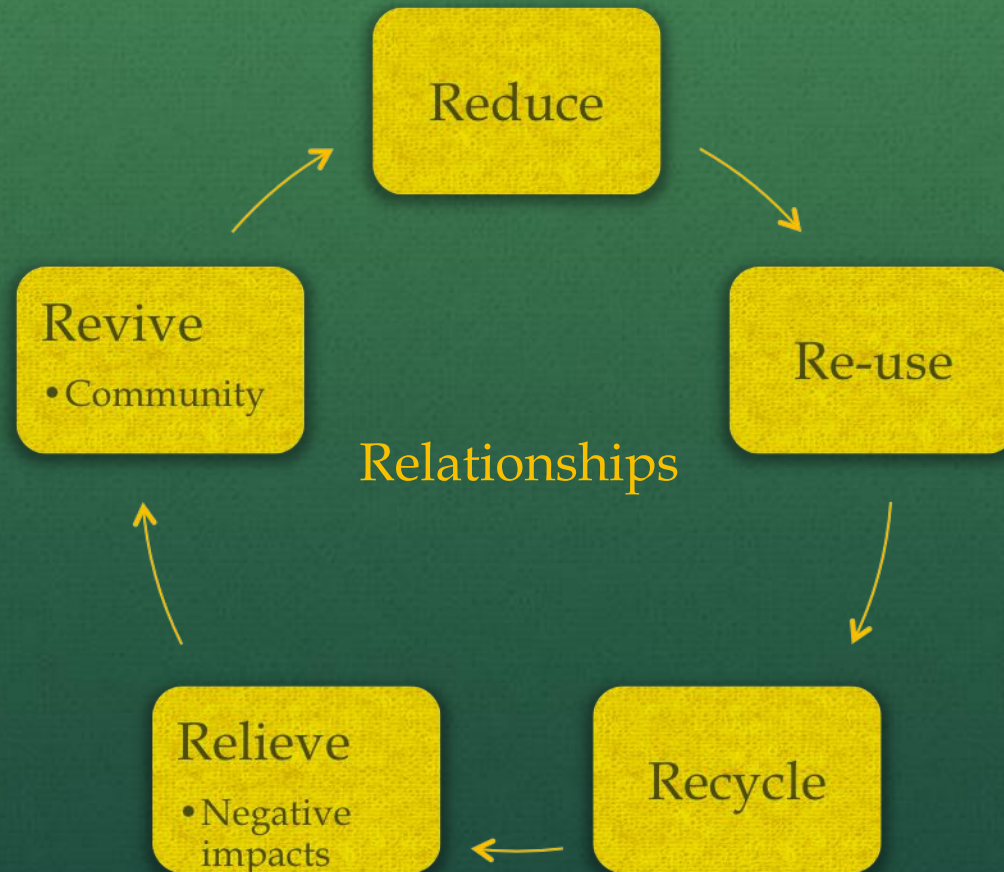 Reduce
Re-use
Recycle
Relieve
•Negative
impacts
Revive
•Community
Relationships